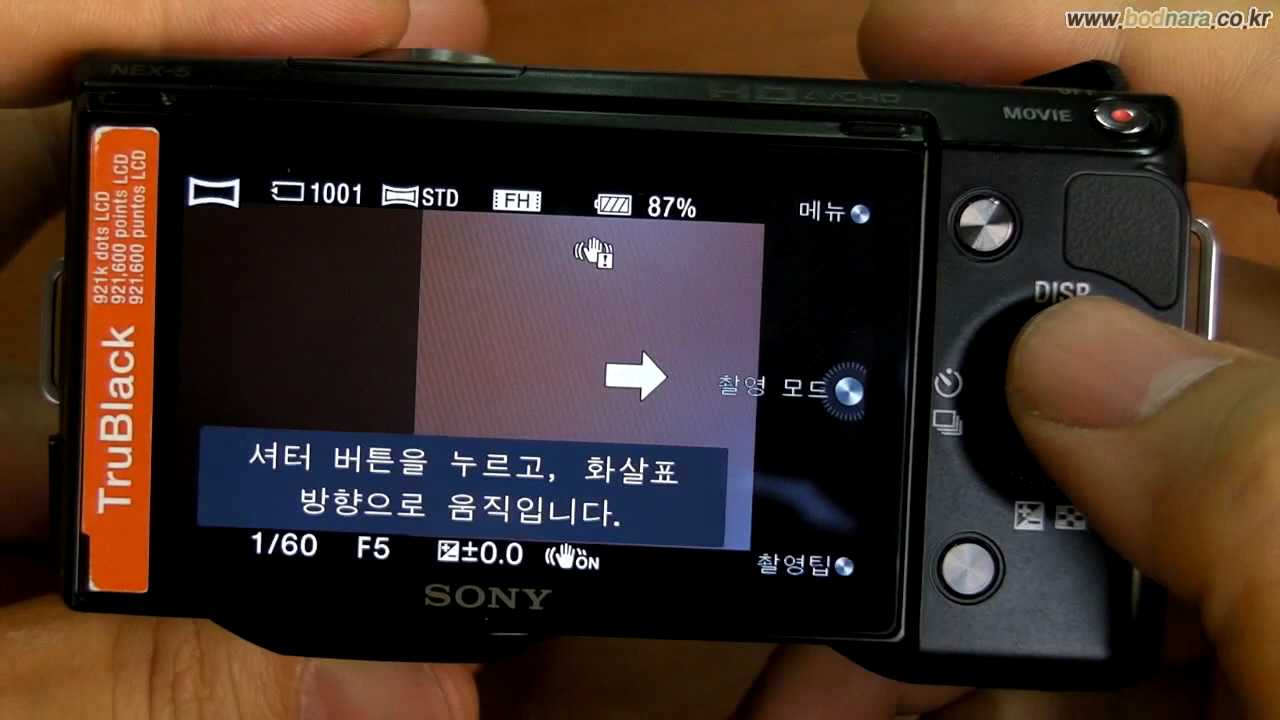 www.bodnara.co.kr
NEX-5
HD AVCHD
MOVIE
921k dots LCD
921,600 points LCD
921.600 puntos LCD
TruBlack
1001
STD
FH
87%
메뉴
DISP
촬영 모드
셔터 버튼을 누르고, 화살표
방향으로 움직입니다.
1/60 F5 ±0.0 ON
촬영팁
SONY